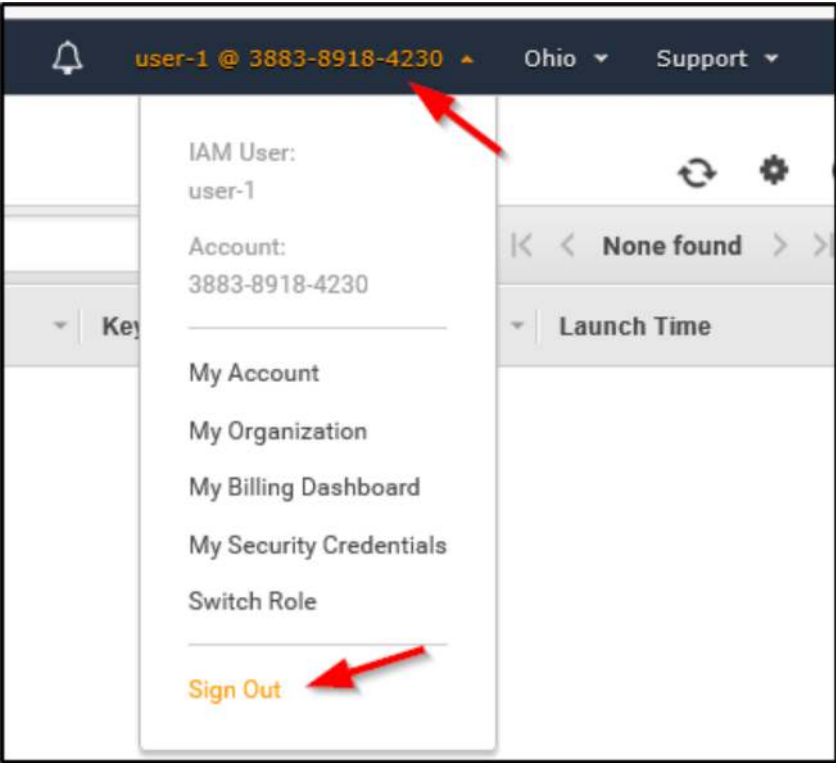 user-1 @ 3883-8918-4230 Ohio Support
IAM User:
user-1
Account:
3883-8918-4230
None found
Key
Launch Time
My Account
My Organization
My Billing Dashboard
My Security Credentials
Switch Role
Sign Out